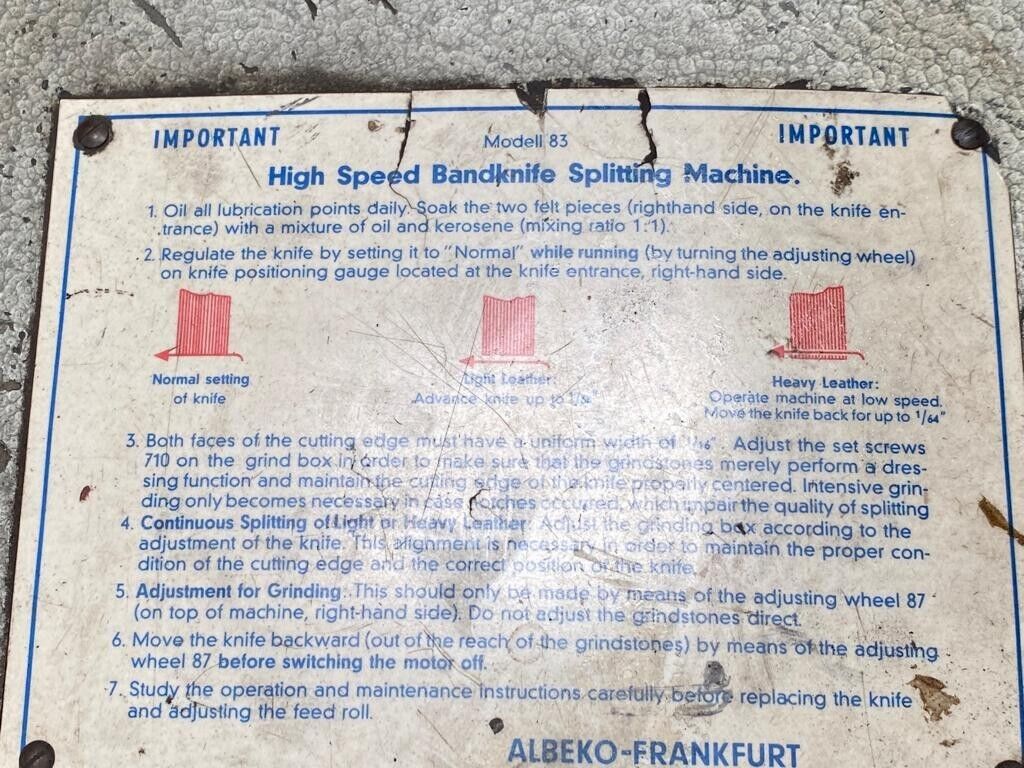 IMPORTANT Modell 83 IMPORTANT
High Speed Bandknife Splitting Machine.
1. Oil all lubrication points daily. Soak the two felt pieces (righthand side, on the knife en-
trance) with a mixture of oil and kerosene (mixing ratio 1:1).
2. Regulate the knife by setting it to "Normal" while running (by turning the adjusting wheel)
on knife positioning gauge located at the knife entrance, right-hand side.
Normal setting
of knife
Light Leather:
Advance knife up to
Heavy Leather:
Operate machine at low speed.
Move the knife back for up to 1/64"
3. Both faces of the cutting edge must have a uniform width of 1/16". Adjust the set screws
710 on the grind box in order to make sure that the grindstones merely perform a dres-
sing function and maintain the cutting edge of the knife properly centered. Intensive grin-
ding only becomes necessary in case notches occurred, which impair the quality of splitting
4. Continuous Splitting of Light or Heavy Leather: Adjust the grinding box according to the
adjustment of the knife. This alignment is necessary in order to maintain the proper con-
dition of the cutting edge and the correct position of the knife.
5. Adjustment for Grinding: This should only be made by means of the adjusting wheel 87
(on top of machine, right-hand side). Do not adjust the grindstones direct.
6. Move the knife backward (out of the reach of the grindstones) by means of the adjusting
wheel 87 before switching the motor off.
7. Study the operation and maintenance instructions carefully before replacing the knife
and adjusting the feed roll.
ALBEKO-FRANKFURT